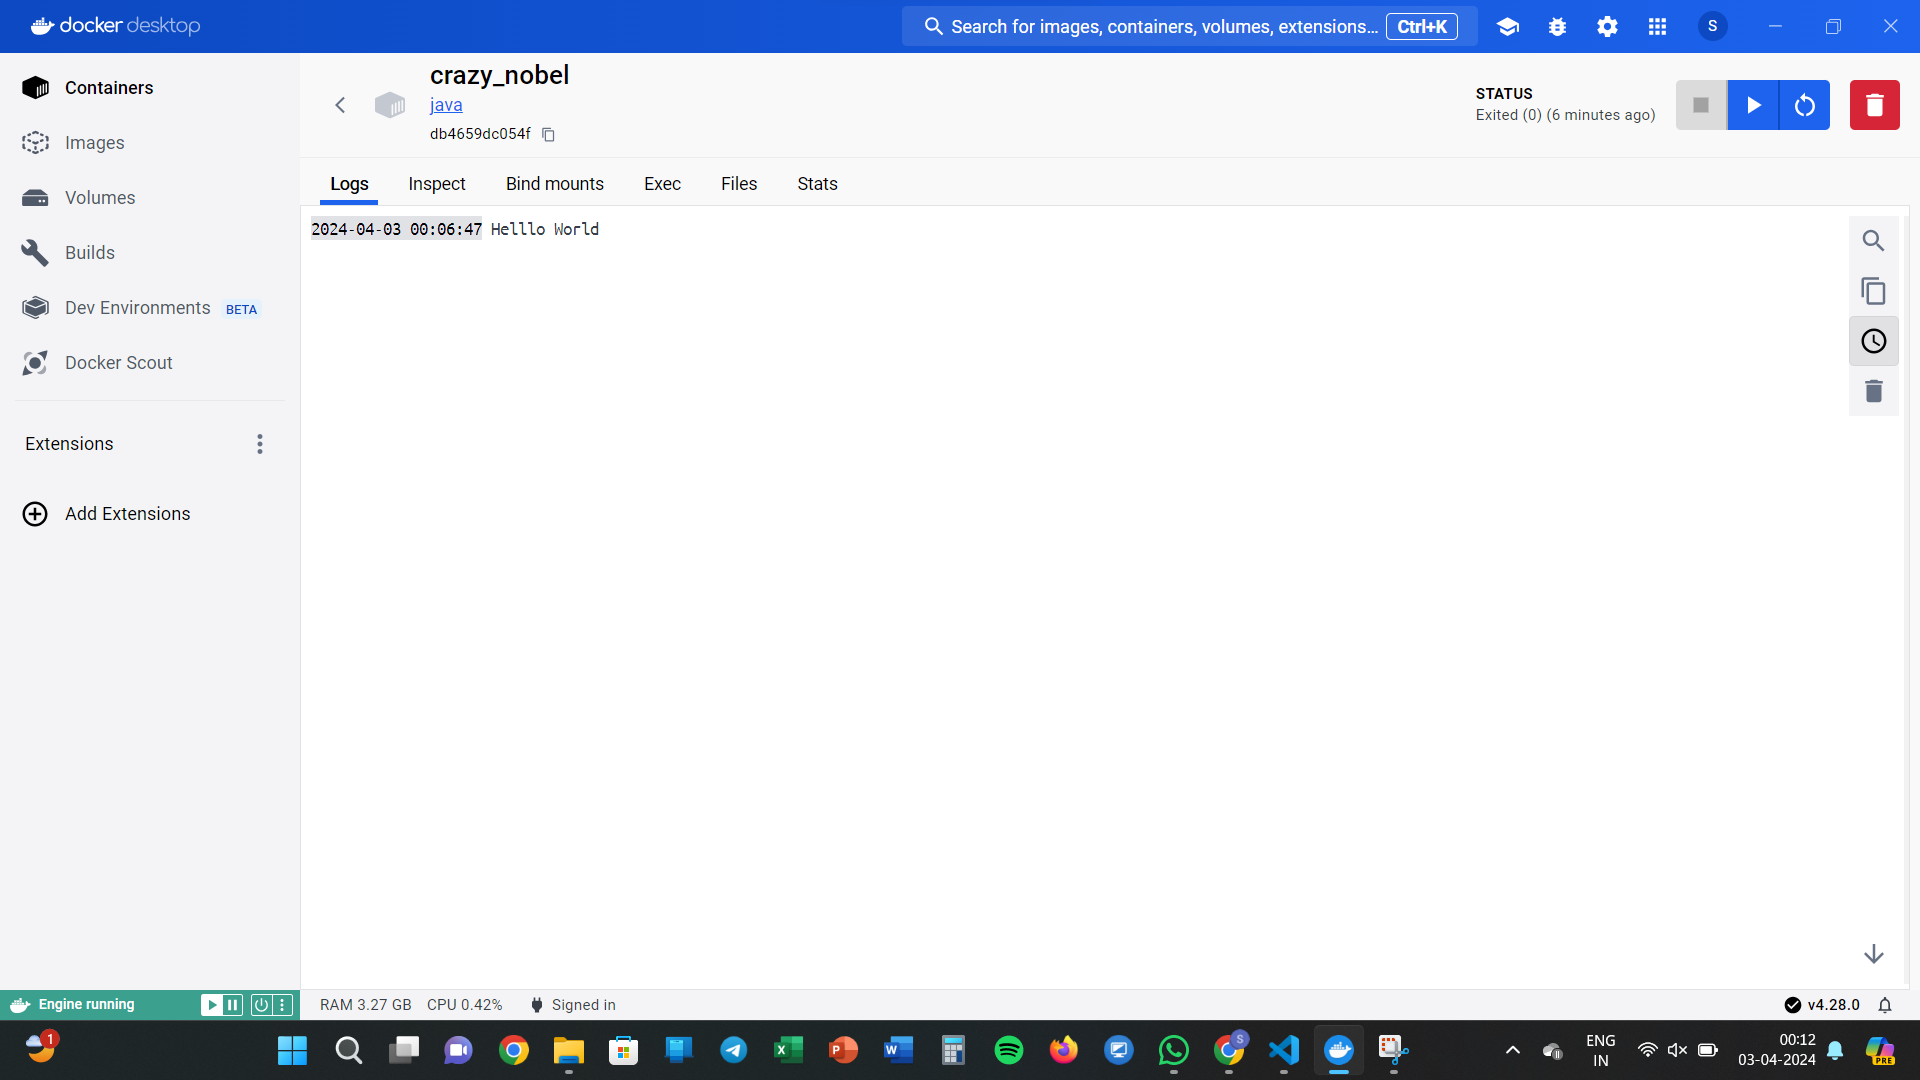 docker desktop
Search for images, containers, volumes, extensions... Ctrl+K
S
Containers
Images
Volumes
Builds
Dev Environments BETA
Docker Scout
Extensions
Add Extensions
crazy_nobel
java
db4659dc054f
STATUS
Exited (0) (6 minutes ago)
Logs Inspect Bind mounts Exec Files Stats
2024-04-03 00:06:47 Helllo World
Engine running
RAM 3.27 GB CPU 0.42% Signed in
v4.28.0
1
X
P
W
S
ENG
IN
00:12
03-04-2024
PRE